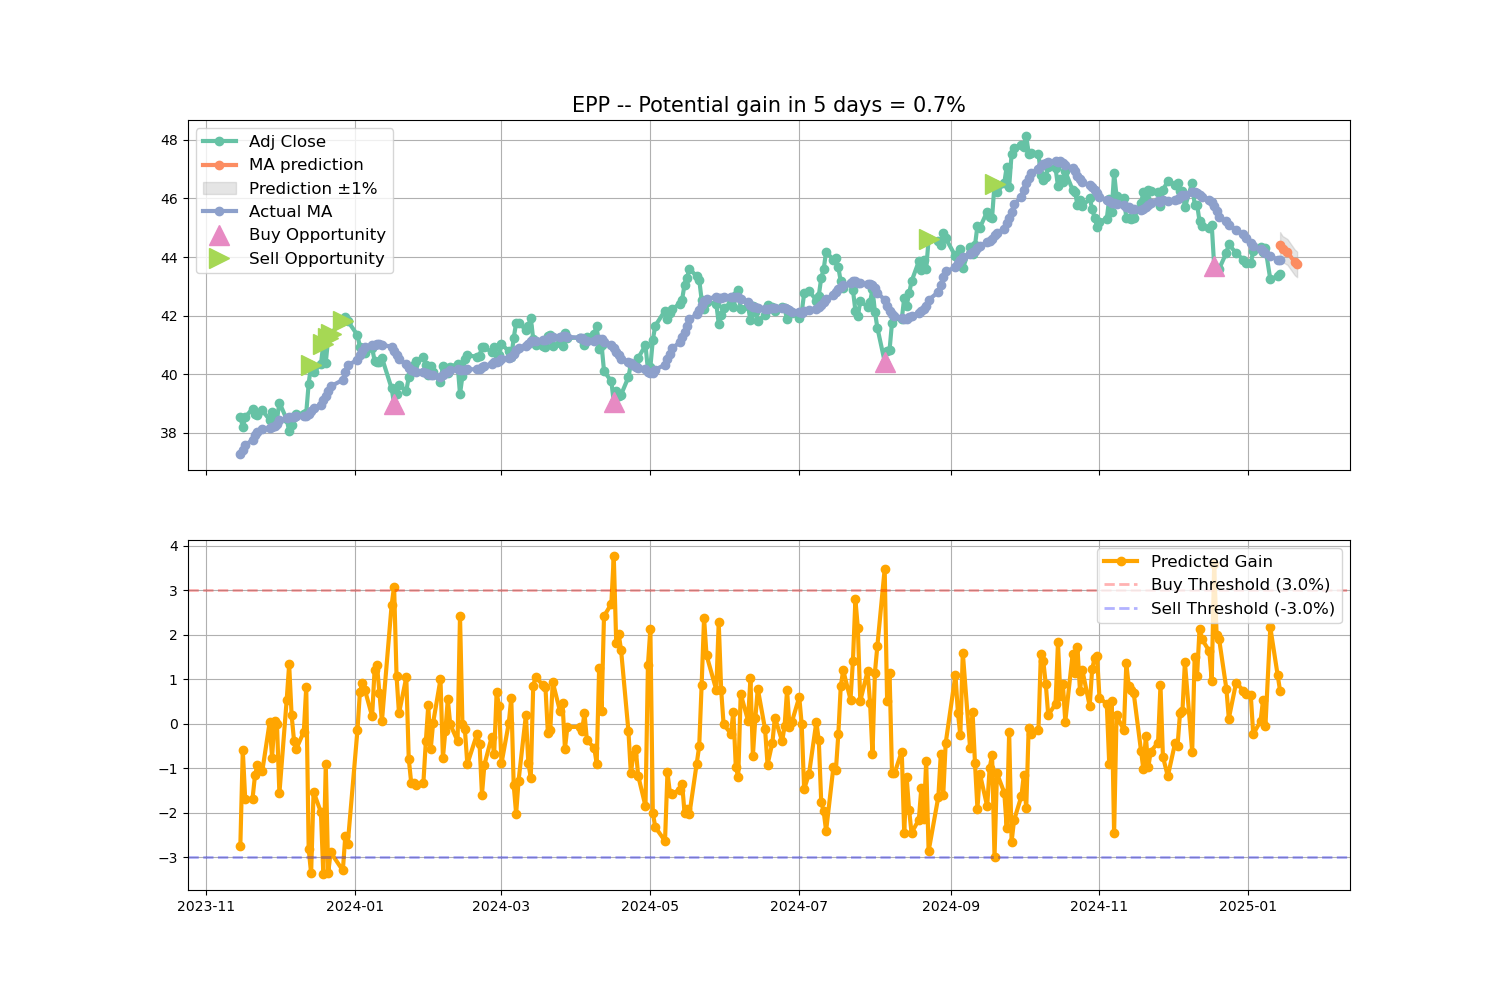 EPP -- Potential gain in 5 days = 0.7%
48
46
44
42
40
38
Adj Close
MA prediction
Prediction ±1%
Actual MA
Buy Opportunity
Sell Opportunity
4
3
2
1
0
−1
−2
−3
Predicted Gain
Buy Threshold (3.0%)
Sell Threshold (-3.0%)
2023-11
2024-01
2024-03
2024-05
2024-07
2024-09
2024-11
2025-01